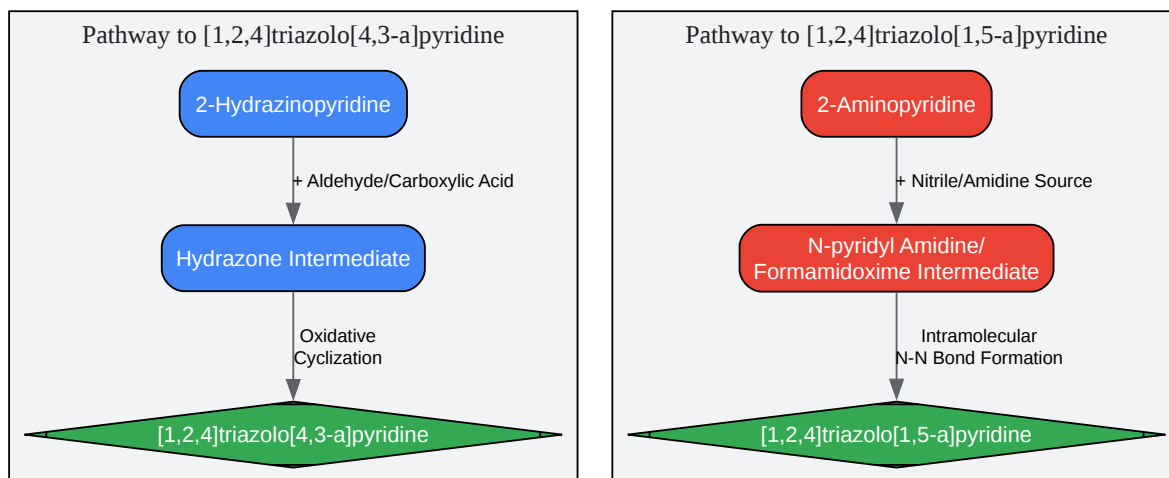 Pathway to [1,2,4]triazolo[4,3-a]pyridine
2-Hydrazinopyridine
+ Aldehyde/Carboxylic Acid
Hydrazone Intermediate
Oxidative
Cyclization
[1,2,4]triazolo[4,3-a]pyridine
Pathway to [1,2,4]triazolo[1,5-a]pyridine
2-Aminopyridine
+ Nitrile/Amidine Source
N-pyridyl Amidine/
Formamidoxime Intermediate
Intramolecular
N-N Bond Formation
[1,2,4]triazolo[1,5-a]pyridine